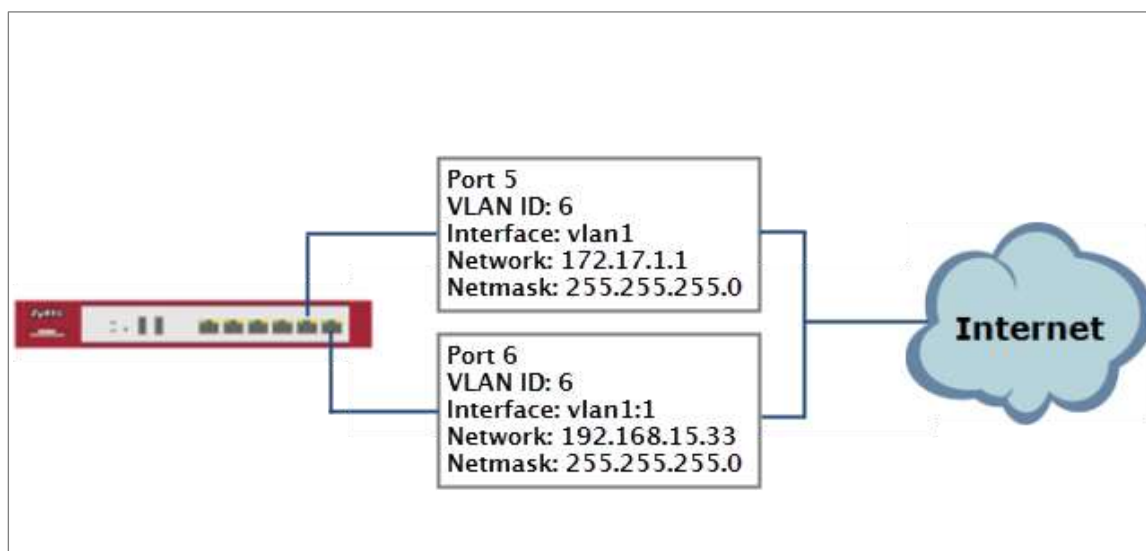 ZyXEL
Port 5
VLAN ID: 6
Interface: vlan1
Network: 172.17.1.1
Netmask: 255.255.255.0
Port 6
VLAN ID: 6
Interface: vlan1:1
Network: 192.168.15.33
Netmask: 255.255.255.0
Internet